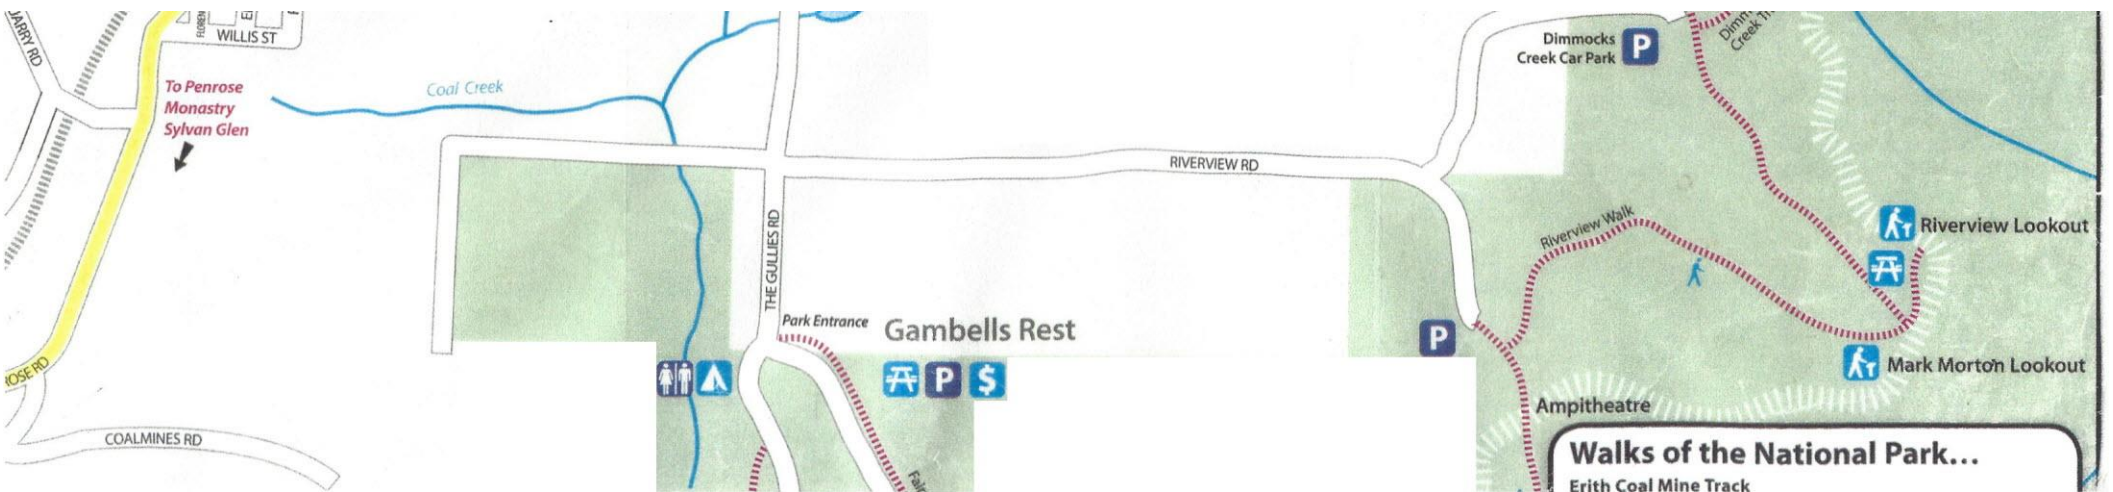 WILLIS ST
To Penrose
Monastry
Sylvan Glen
Coal Creek
Dimmocks
Creek Car Park
P
RIVERVIEW RD
THE GULLIES RD
Riverview Walk
Riverview Lookout
Park Entrance
Gambells Rest
P $
P
Mark Morton Lookout
Ampitheatre
COALMINES RD
Walks of the National Park...
Erith Coal Mine Track